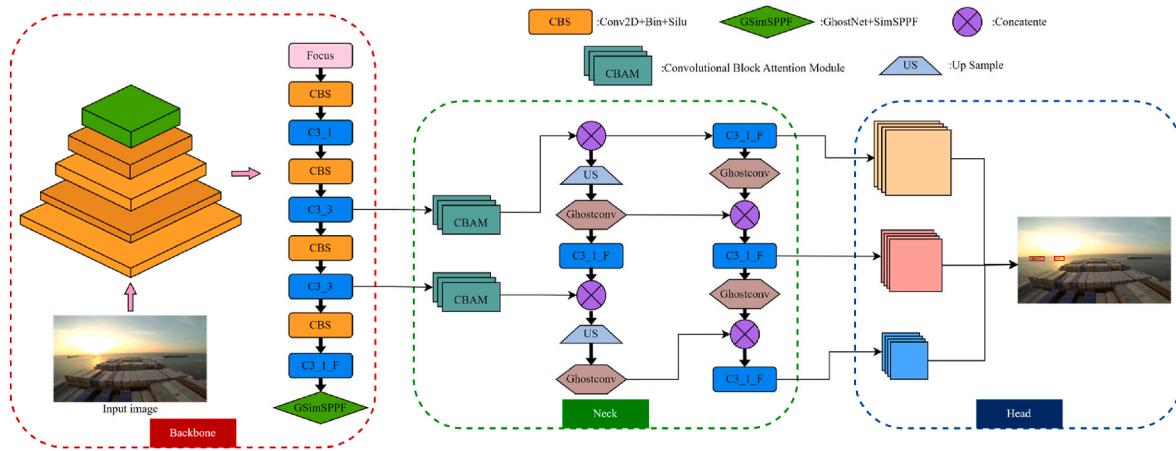 CBS :Conv2D+Bin+Silu GSimSPPF :GhostNet+SimSPPF :Concatente
CBAM :Convolutional Block Attention Module US :Up Sample
Focus
CBS
C3_1
CBS
C3_3
CBS
C3_3
CBS
C3_1_F
GSimSPPF
Input image
Backbone
CBAM
CBAM
US
Ghostconv
C3_1_F
US
Ghostconv
C3_1_F
Ghostconv
C3_1_F
Ghostconv
C3_1_F
Neck
Head